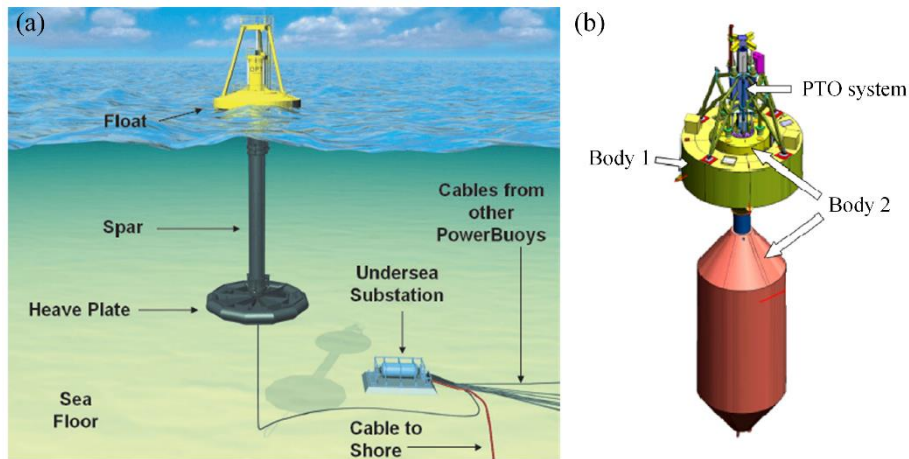 (a)
Float
Spar
Heave Plate
Sea
Floor
Cables from
other
PowerBuoys
Undersea
Substation
Cable to
Shore
(b)
PTO system
Body 1
Body 2